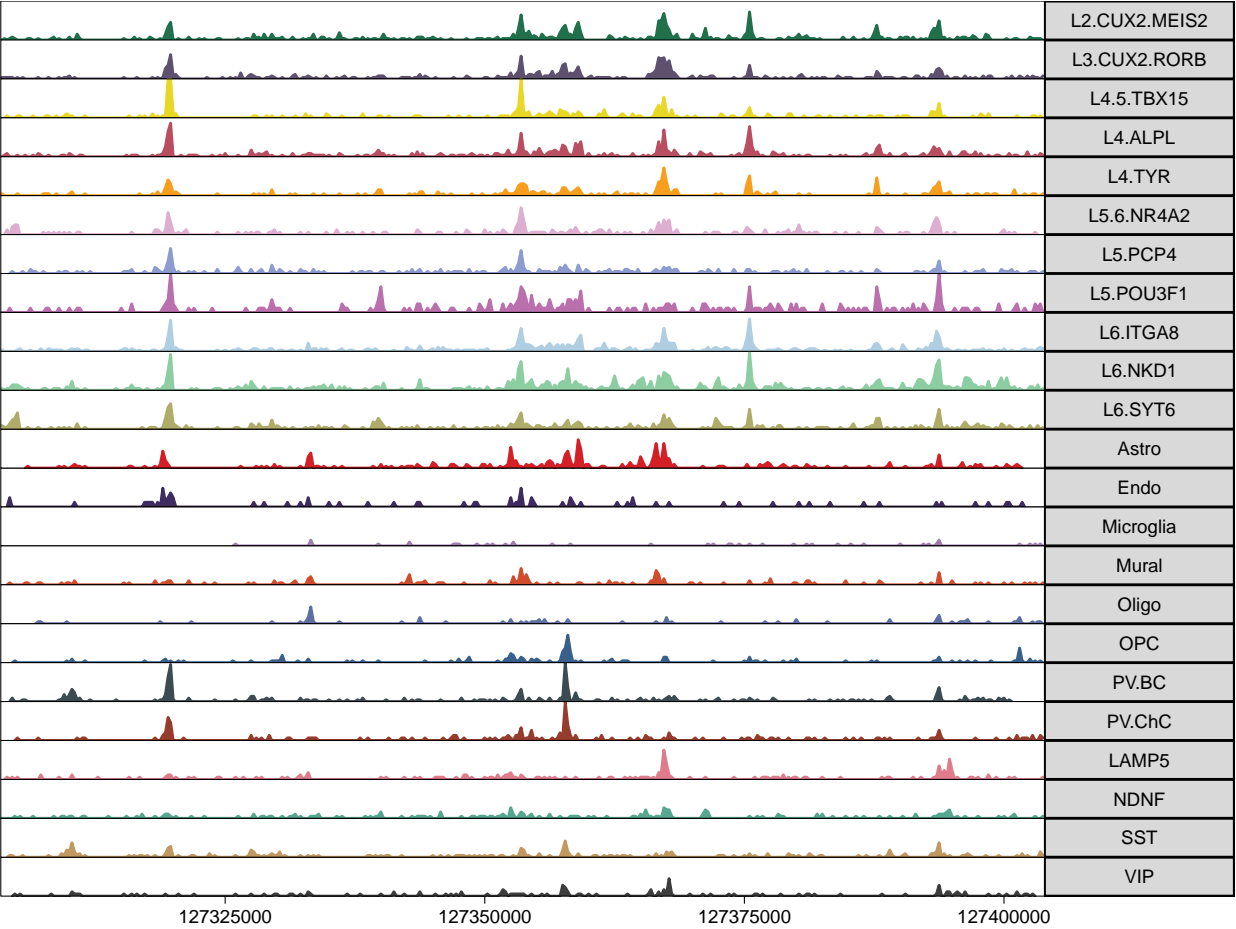 L2.CUX2.MEIS2
L3.CUX2.RORB
L4.5.TBX15
L4.ALPL
L4.TYR
L5.6.NR4A2
L5.PCP4
L5.POU3F1
L6.ITGA8
L6.NKD1
L6.SYT6
Astro
Endo
Microglia
Mural
Oligo
OPC
PV.BC
PV.ChC
LAMP5
NDNF
SST
VIP
127325000 127350000 127375000 127400000